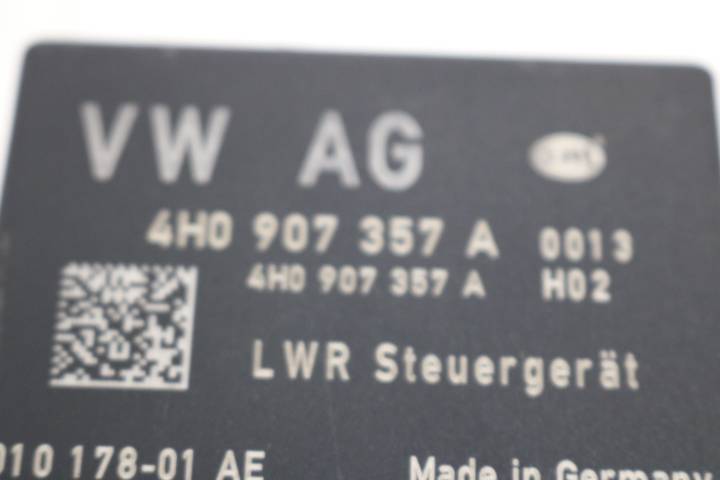 VW AG
4H0 907 357 A 0013
4H0 907 357 A H02
LWR Steuergerät
010 178-01 AE
Made in Germany